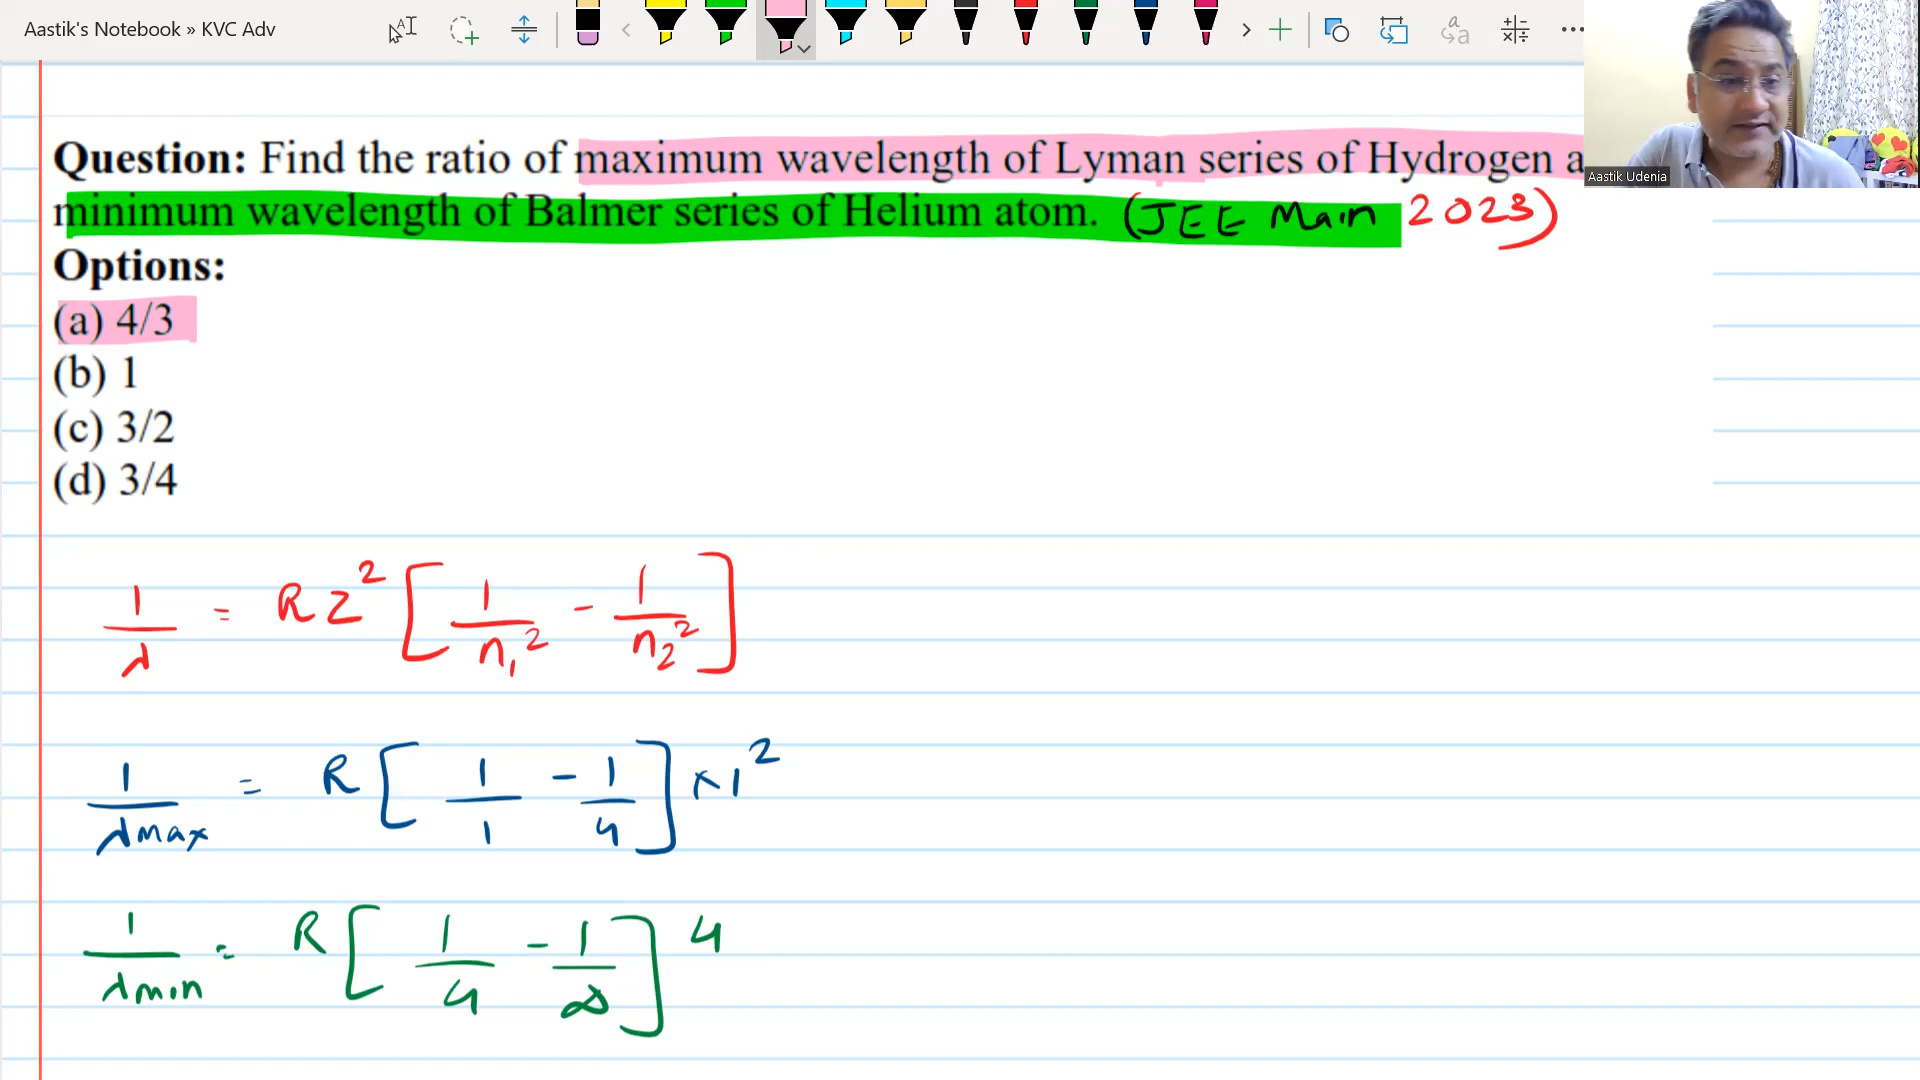 Aastik's Notebook » KVC Adv
Aastik Udenia
Question: Find the ratio of maximum wavelength of Lyman series of Hydrogen a
minimum wavelength of Balmer series of Helium atom. (JEE Main 2023)
Options:
(a) 4/3
(b) 1
(c) 3/2
(d) 3/4
1/λ = RZ² [1/n₁² - 1/n₂²]
1/λmax = R [1/1 - 1/4] × 1²
1/λmin = R [1/4 - 1/∞] 4